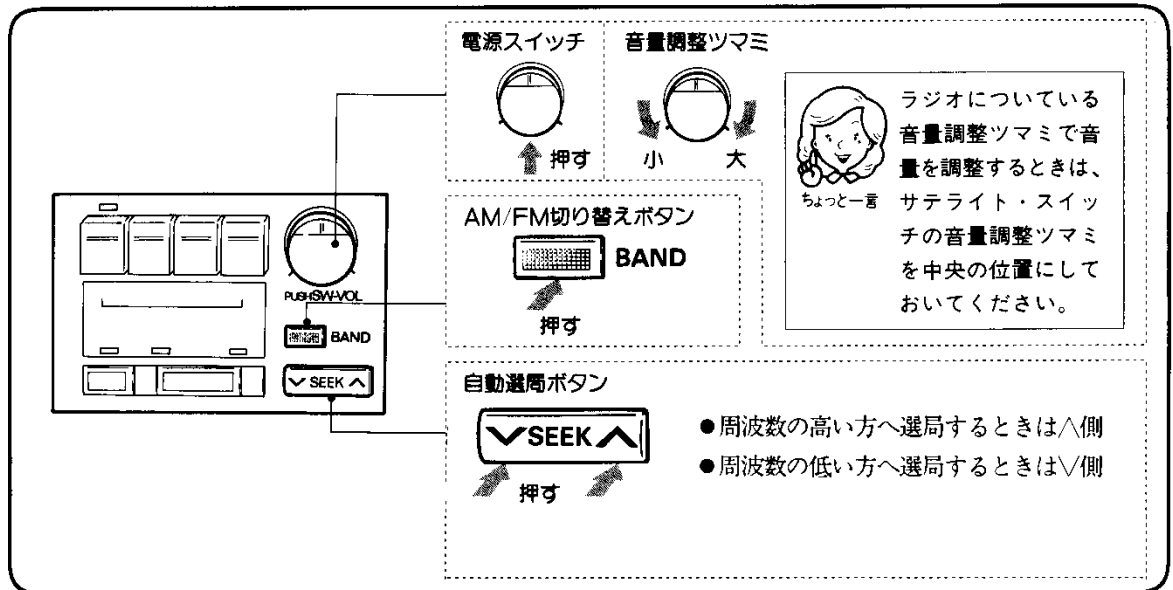 電源スイッチ
押す
音量調整ツマミ
小 大
ちょっと一言
ラジオについている
音量調整ツマミで音
量を調整するときは、
サテライト・スイッ
チの音量調整ツマミ
を中央の位置にして
おいてください。
PUSH SW-VOL
BAND
SEEK
AM/FM切り替えボタン
BAND
押す
自動選局ボタン
SEEK
押す
●周波数の高い方へ選局するときは∧側
●周波数の低い方へ選局するときは∨側